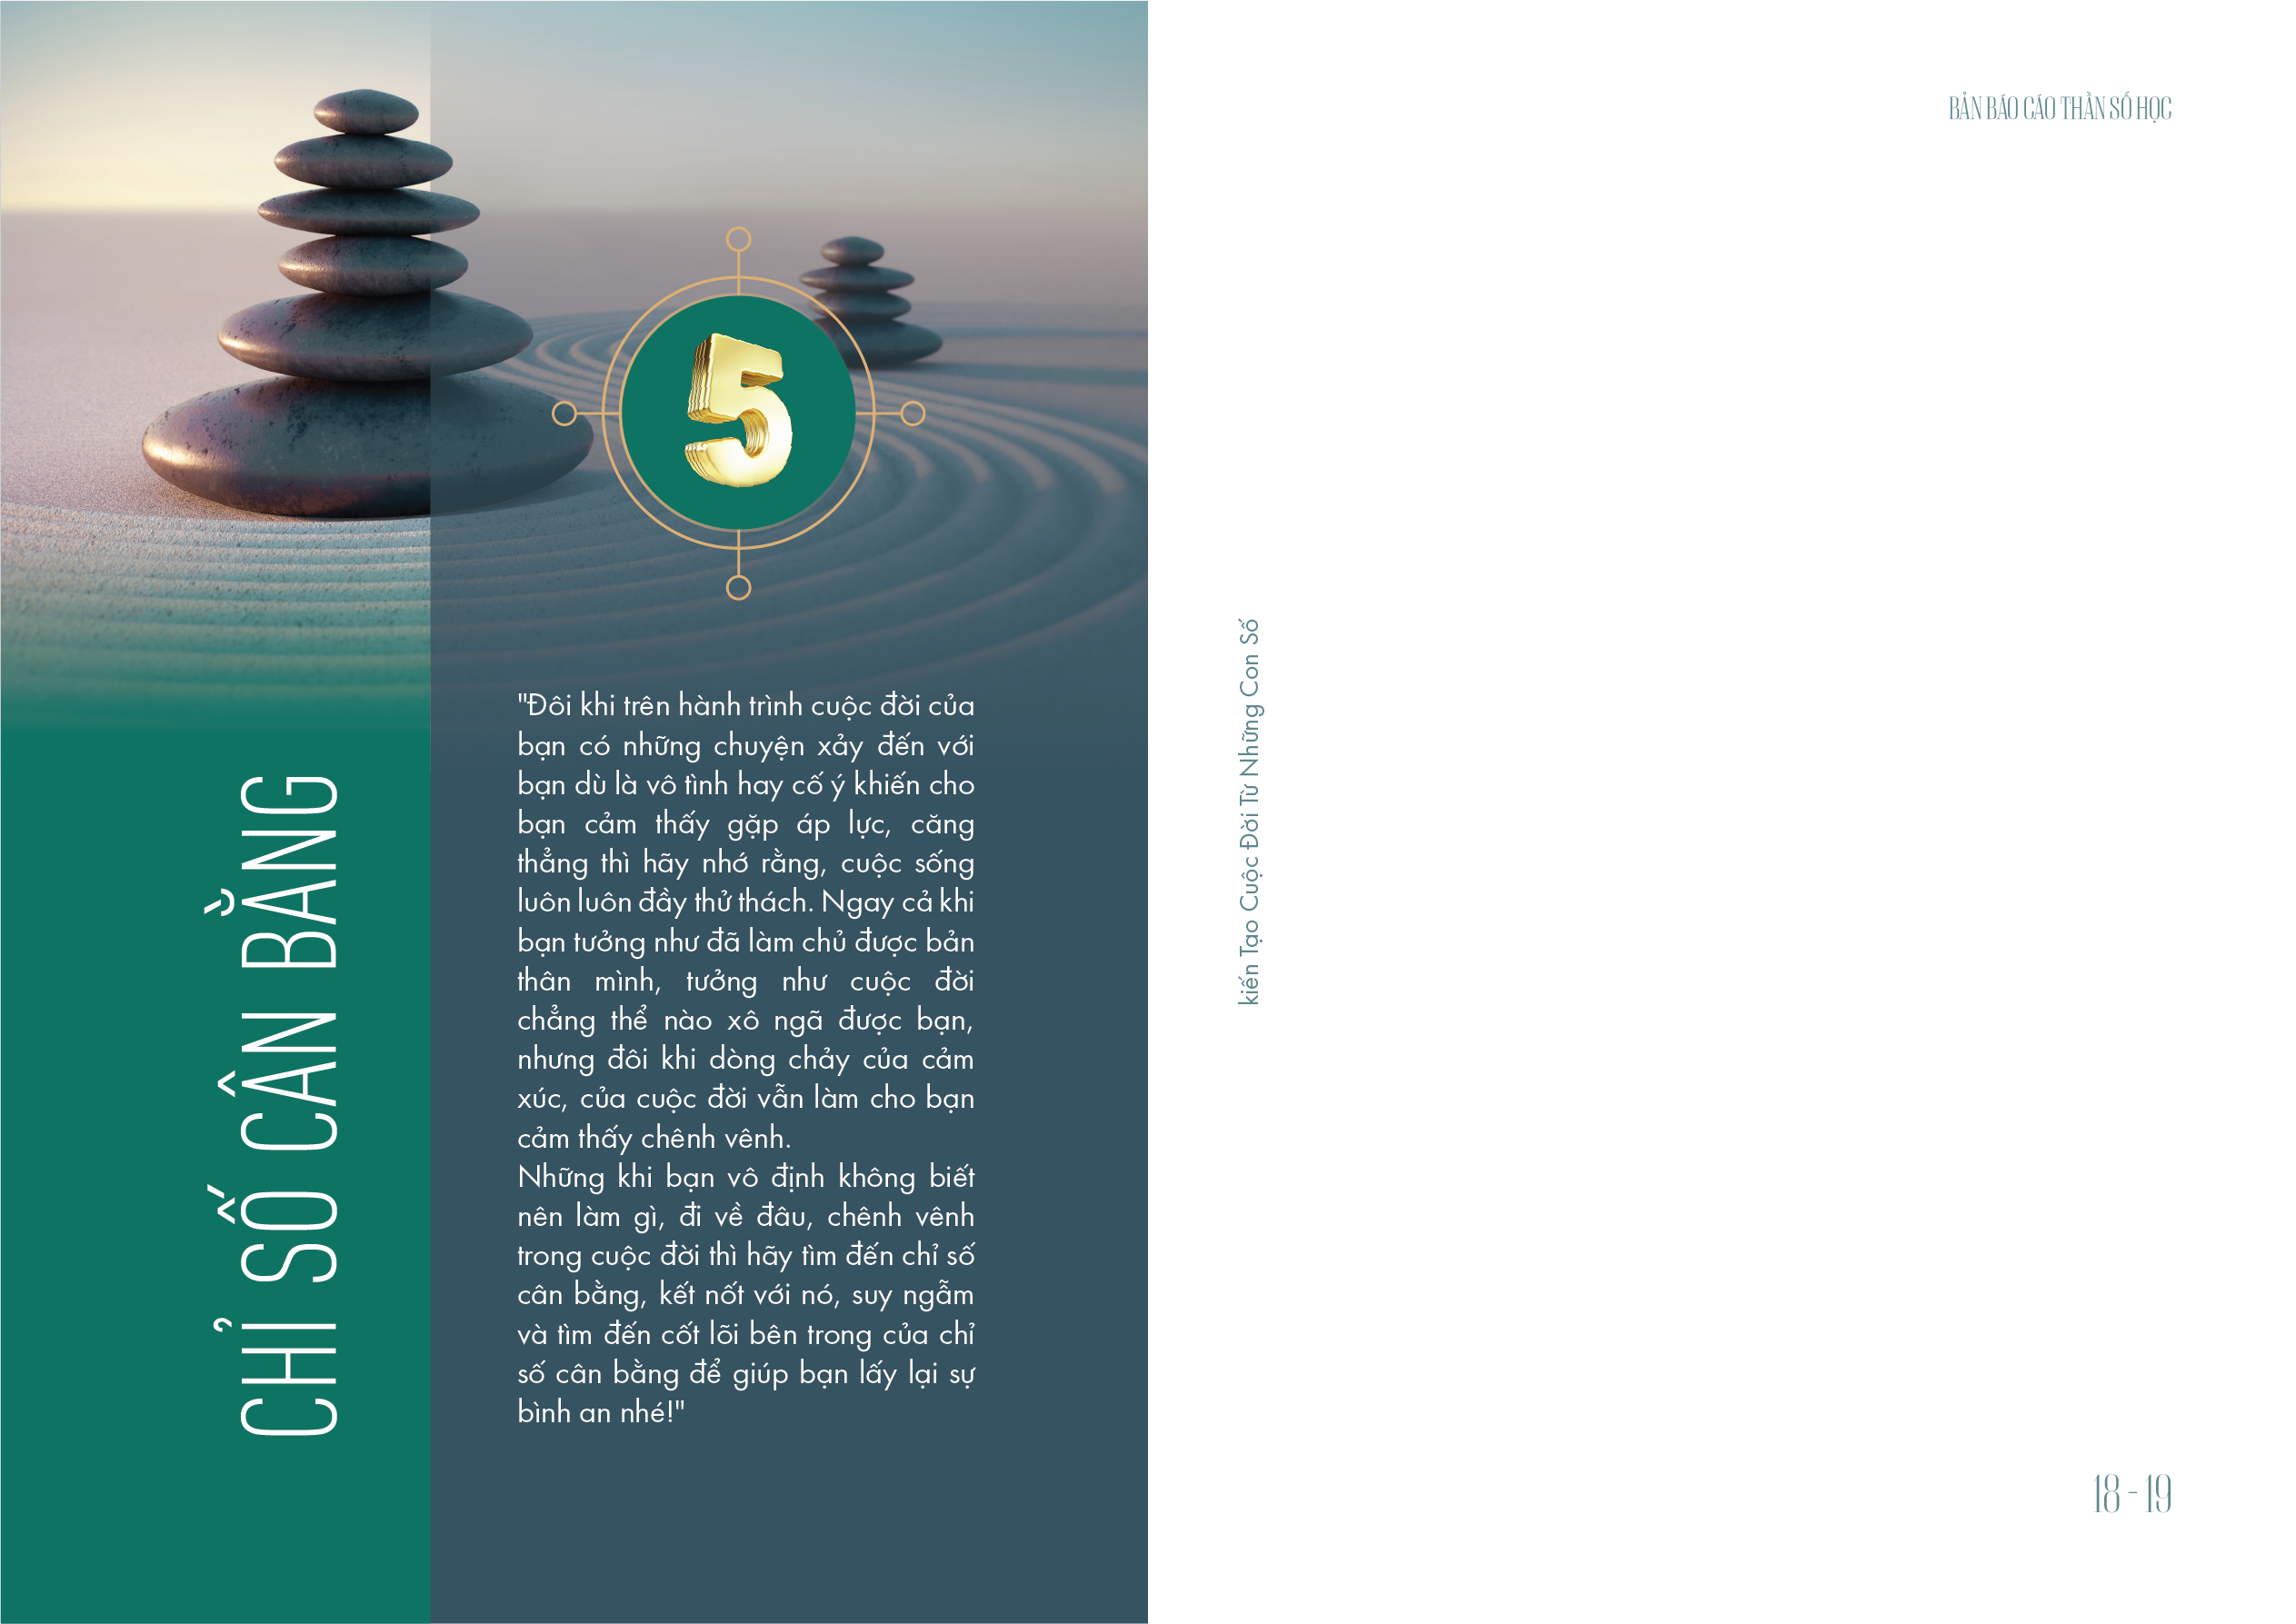 CHỈ SỐ CÂN BẰNG
5
"Đôi khi trên hành trình cuộc đời của
bạn có những chuyện xảy đến với
bạn dù là vô tình hay cố ý khiến cho
bạn cảm thấy gặp áp lực, căng
thẳng thì hãy nhớ rằng, cuộc sống
luôn luôn đầy thử thách. Ngay cả khi
bạn tưởng như đã làm chủ được bản
thân mình, tưởng như cuộc đời
chẳng thể nào xô ngã được bạn,
nhưng đôi khi dòng chảy của cảm
xúc, của cuộc đời vẫn làm cho bạn
cảm thấy chênh vênh.
Những khi bạn vô định không biết
nên làm gì, đi về đâu, chênh vênh
trong cuộc đời thì hãy tìm đến chỉ số
cân bằng, kết nốt với nó, suy ngẫm
và tìm đến cốt lõi bên trong của chỉ
số cân bằng để giúp bạn lấy lại sự
bình an nhé!"
kiến Tạo Cuộc Đời Từ Những Con Số
BẢN BÁO CÁO THẦN SỐ HỌC
18 - 19